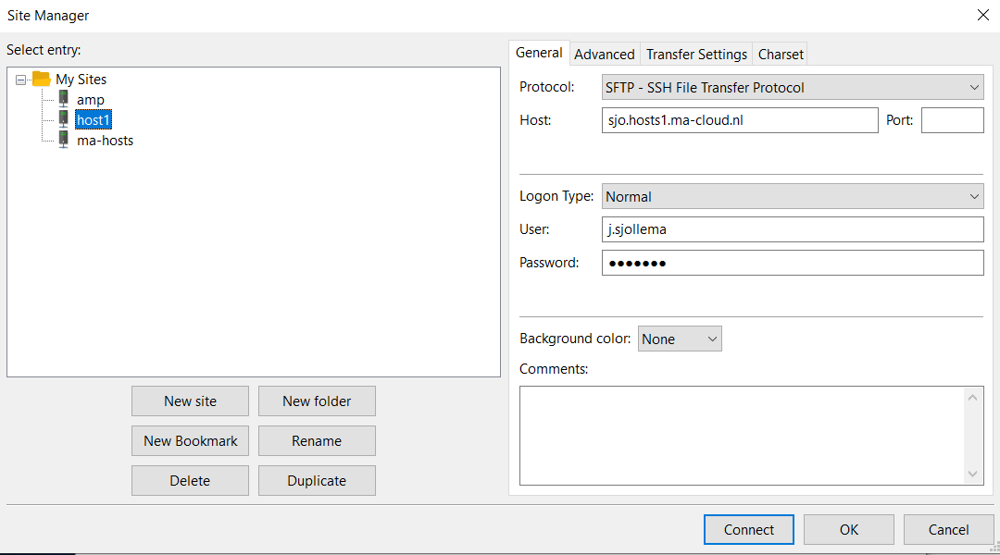 Site Manager
Select entry:
My Sites
amp
host1
ma-hosts
New site
New folder
New Bookmark
Rename
Delete
Duplicate
General
Advanced
Transfer Settings
Charset
Protocol:
SFTP - SSH File Transfer Protocol
Host:
sjo.hosts1.ma-cloud.nl
Port:
Logon Type:
Normal
User:
j.sjollema
Password:
●●●●●●●
Background color:
None
Comments:
Connect
OK
Cancel